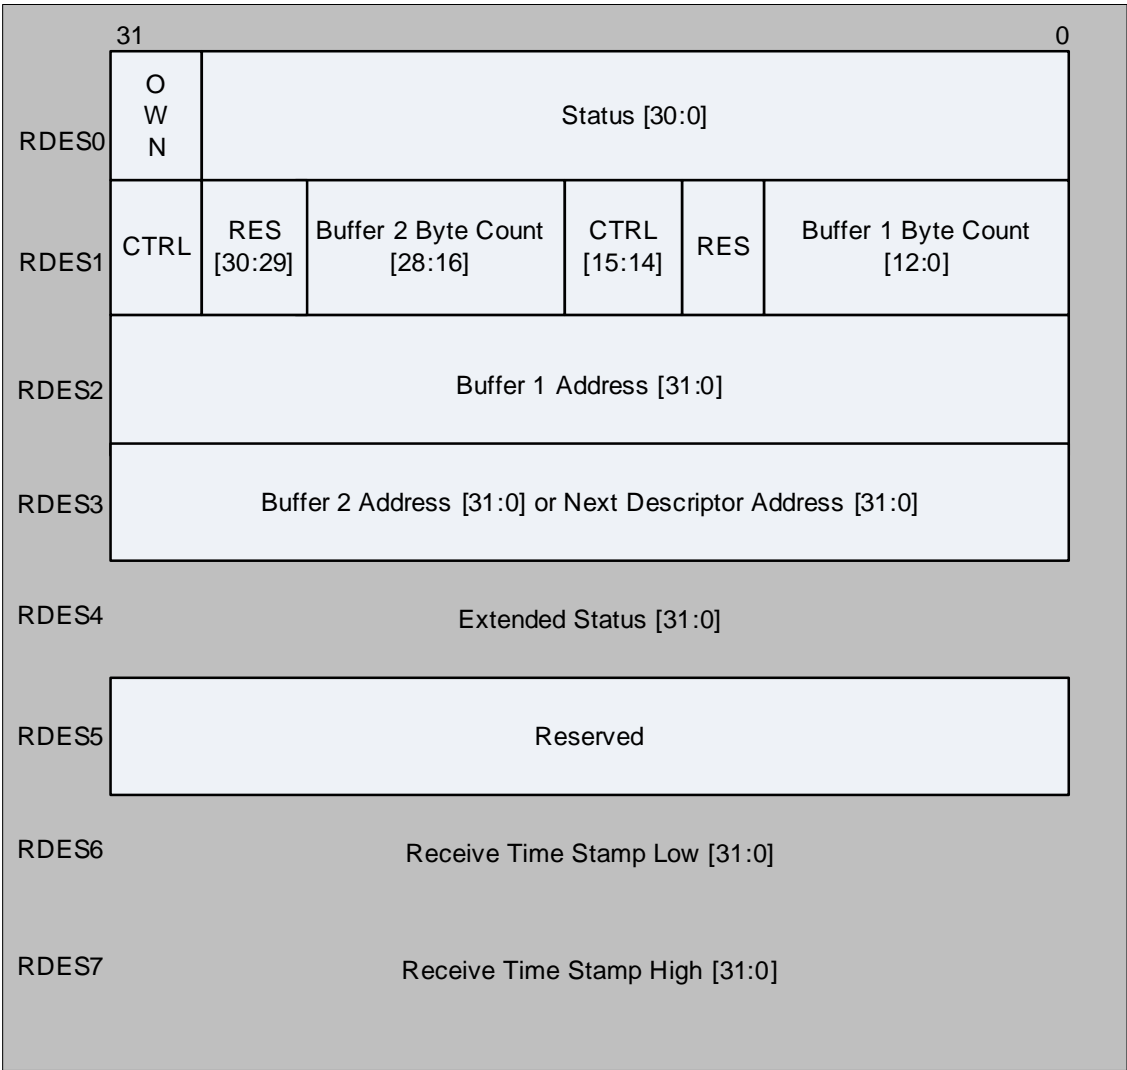 31 0
RDES0
O
W
N
Status [30:0]
RDES1
CTRL
RES
[30:29]
Buffer 2 Byte Count
[28:16]
CTRL
[15:14]
RES
Buffer 1 Byte Count
[12:0]
RDES2
Buffer 1 Address [31:0]
RDES3
Buffer 2 Address [31:0] or Next Descriptor Address [31:0]
RDES4
Extended Status [31:0]
RDES5
Reserved
RDES6
Receive Time Stamp Low [31:0]
RDES7
Receive Time Stamp High [31:0]